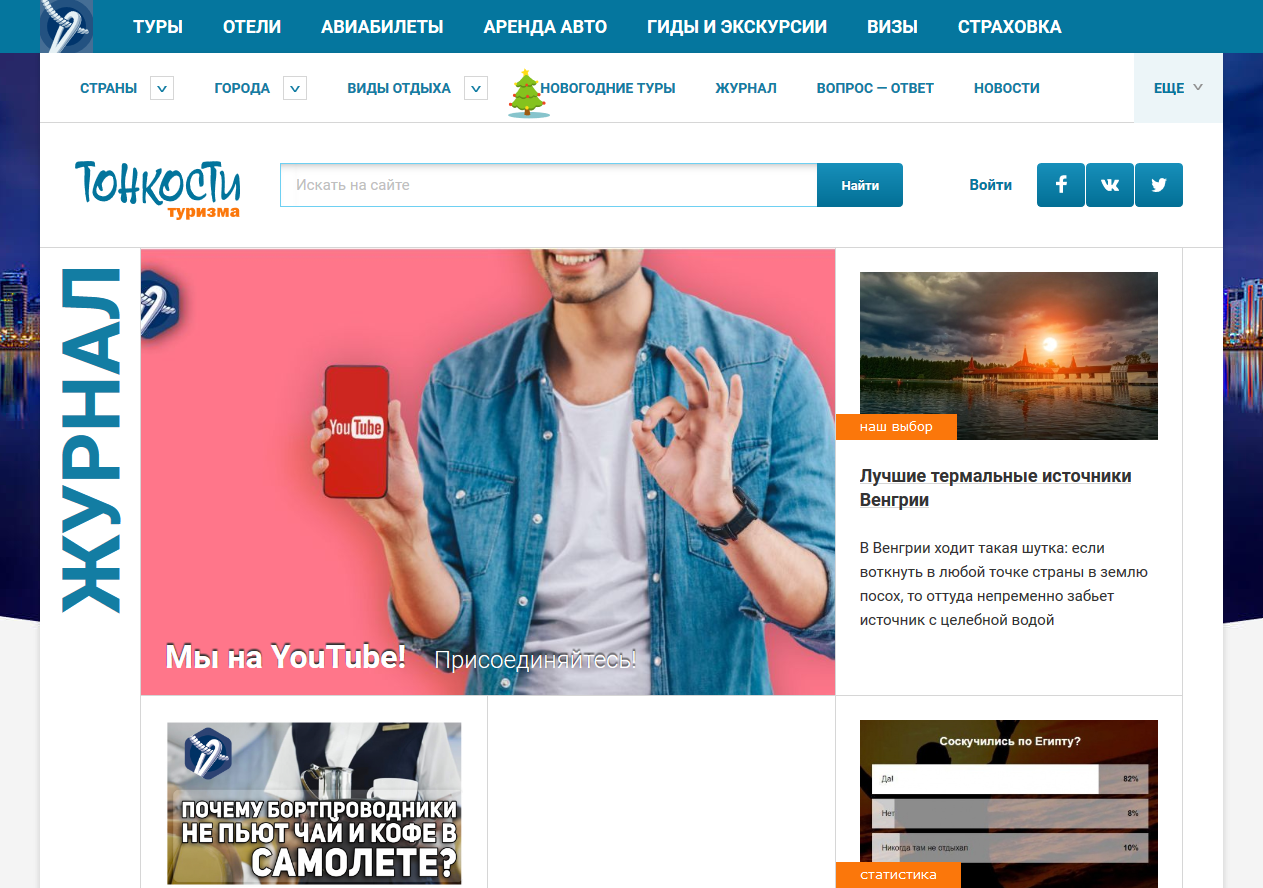 ТУРЫ ОТЕЛИ АВИАБИЛЕТЫ АРЕНДА АВТО ГИДЫ И ЭКСКУРСИИ ВИЗЫ СТРАХОВКА
СТРАНЫ ГОРОДА ВИДЫ ОТДЫХА НОВОГОДНИЕ ТУРЫ ЖУРНАЛ ВОПРОС — ОТВЕТ НОВОСТИ ЕЩЕ
Тонкости
туризма
Искать на сайте
Найти
Войти
ЖУРНАЛ
YouTube
Мы на YouTube! Присоединяйтесь!
наш выбор
Лучшие термальные источники
Венгрии
В Венгрии ходит такая шутка: если
воткнуть в любой точке страны в землю
посох, то оттуда непременно забьет
источник с целебной водой
ПОЧЕМУ БОРТПРОВОДНИКИ
НЕ ПЬЮТ ЧАЙ И КОФЕ В
САМОЛЕТЕ?
Соскучились по Египту?
Да! 82%
Нет 8%
Никогда там не отдыхал 10%
статистика